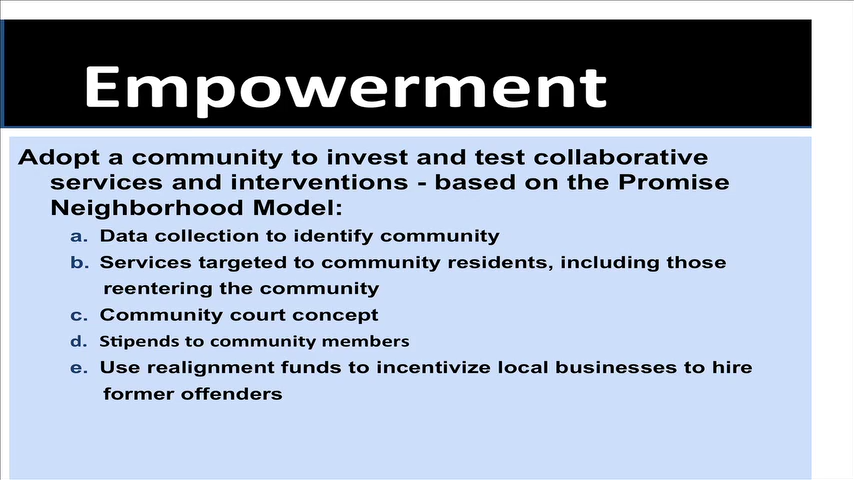 Empowerment
Adopt a community to invest and test collaborative
services and interventions - based on the Promise
Neighborhood Model:
a. Data collection to identify community
b. Services targeted to community residents, including those
reentering the community
c. Community court concept
d. Stipends to community members
e. Use realignment funds to incentivize local businesses to hire
former offenders